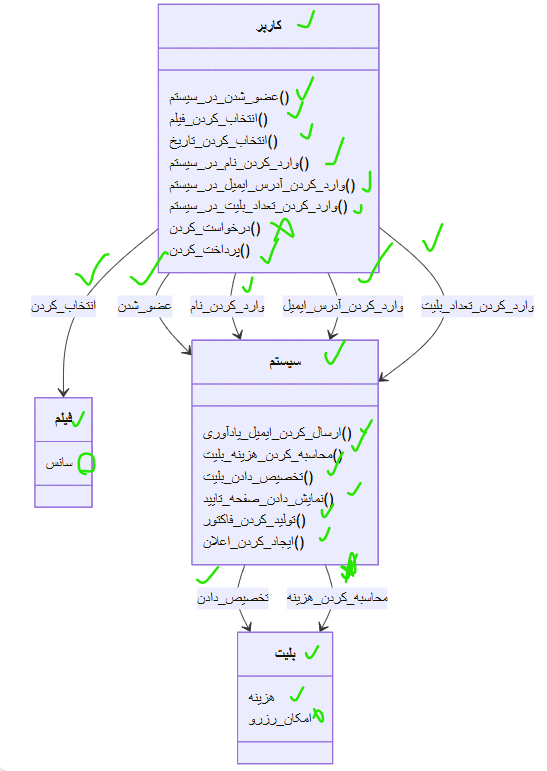 کاربر
عضو_شدن_در_سیستم()
انتخاب_کردن_فیلم()
انتخاب_کردن_تاریخ()
وارد_کردن_نام_در_سیستم()
وارد_کردن_آدرس_ایمیل_در_سیستم()
وارد_کردن_تعداد_بلیت_در_سیستم()
درخواست_کردن()
پرداخت_کردن()
انتخاب_کردن
عضو_شدن
وارد_کردن_نام
وارد_کردن_آدرس_ایمیل
وارد_کردن_تعداد_بلیت
سیستم
ارسال_کردن_ایمیل_یادآوری()
محاسبه_کردن_هزینه_بلیت()
تخصیص_دادن_بلیت()
نمایش_دادن_صفحه_تایید()
تولید_کردن_فاکتور()
ایجاد_کردن_اعلان()
فیلم
سانس
تخصیص_دادن
محاسبه_کردن_هزینه
بلیت
هزینه
امکان_رزرو